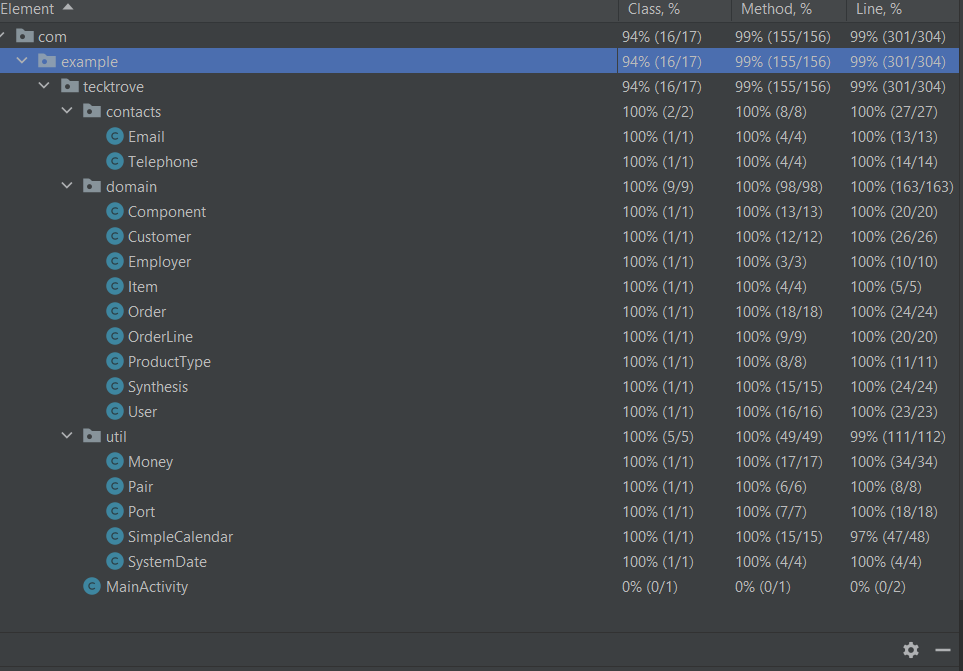 Element Class, % Method, % Line, %
com 94% (16/17) 99% (155/156) 99% (301/304)
example 94% (16/17) 99% (155/156) 99% (301/304)
tecktrove 94% (16/17) 99% (155/156) 99% (301/304)
contacts 100% (2/2) 100% (8/8) 100% (27/27)
C Email 100% (1/1) 100% (4/4) 100% (13/13)
C Telephone 100% (1/1) 100% (4/4) 100% (14/14)
domain 100% (9/9) 100% (98/98) 100% (163/163)
C Component 100% (1/1) 100% (13/13) 100% (20/20)
C Customer 100% (1/1) 100% (12/12) 100% (26/26)
C Employer 100% (1/1) 100% (3/3) 100% (10/10)
C Item 100% (1/1) 100% (4/4) 100% (5/5)
C Order 100% (1/1) 100% (18/18) 100% (24/24)
C OrderLine 100% (1/1) 100% (9/9) 100% (20/20)
C ProductType 100% (1/1) 100% (8/8) 100% (11/11)
C Synthesis 100% (1/1) 100% (15/15) 100% (24/24)
C User 100% (1/1) 100% (16/16) 100% (23/23)
util 100% (5/5) 100% (49/49) 99% (111/112)
C Money 100% (1/1) 100% (17/17) 100% (34/34)
C Pair 100% (1/1) 100% (6/6) 100% (8/8)
C Port 100% (1/1) 100% (7/7) 100% (18/18)
C SimpleCalendar 100% (1/1) 100% (15/15) 97% (47/48)
C SystemDate 100% (1/1) 100% (4/4) 100% (4/4)
C MainActivity 0% (0/1) 0% (0/1) 0% (0/2)